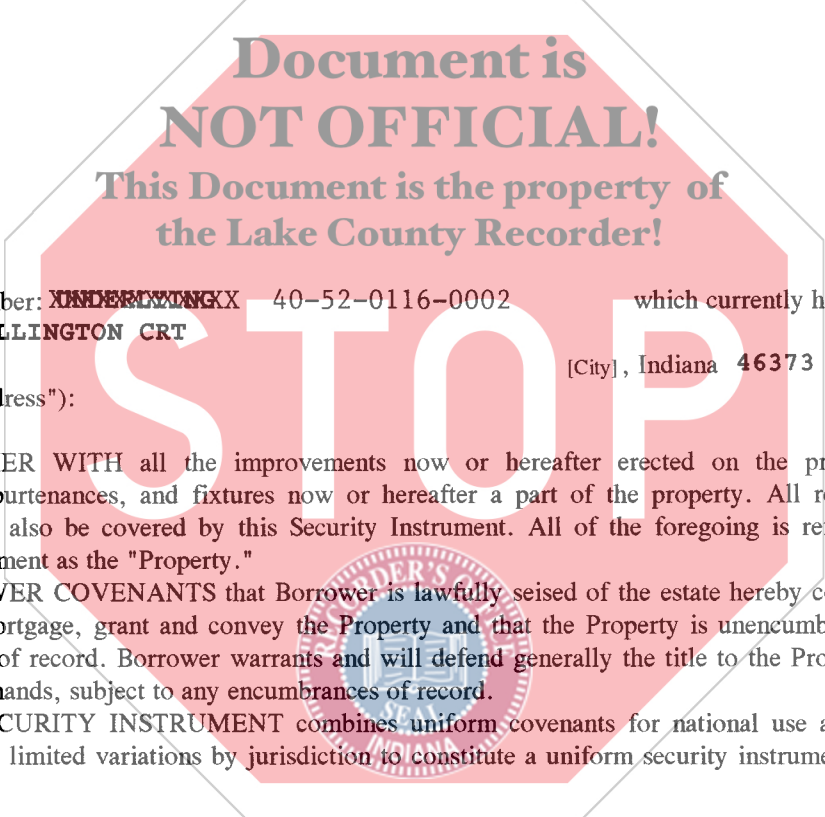 Document is
NOT OFFICIAL!
This Document is the property of
the Lake County Recorder!
ber: 40-52-0116-0002 which currently h
LLINGTON CRT
[City], Indiana 46373
dress"):
STOP
ER WITH all the improvements now or hereafter erected on the pr
purtenances, and fixtures now or hereafter a part of the property. All r
also be covered by this Security Instrument. All of the foregoing is re
ment as the "Property."
VER COVENANTS that Borrower is lawfully seised of the estate hereby c
ortgage, grant and convey the Property and that the Property is unencumb
of record. Borrower warrants and will defend generally the title to the Pro
nands, subject to any encumbrances of record.
CURITY INSTRUMENT combines uniform covenants for national use a
limited variations by jurisdiction to constitute a uniform security instrume
RECORDER'S OFFICE
SEAL
INDIANA